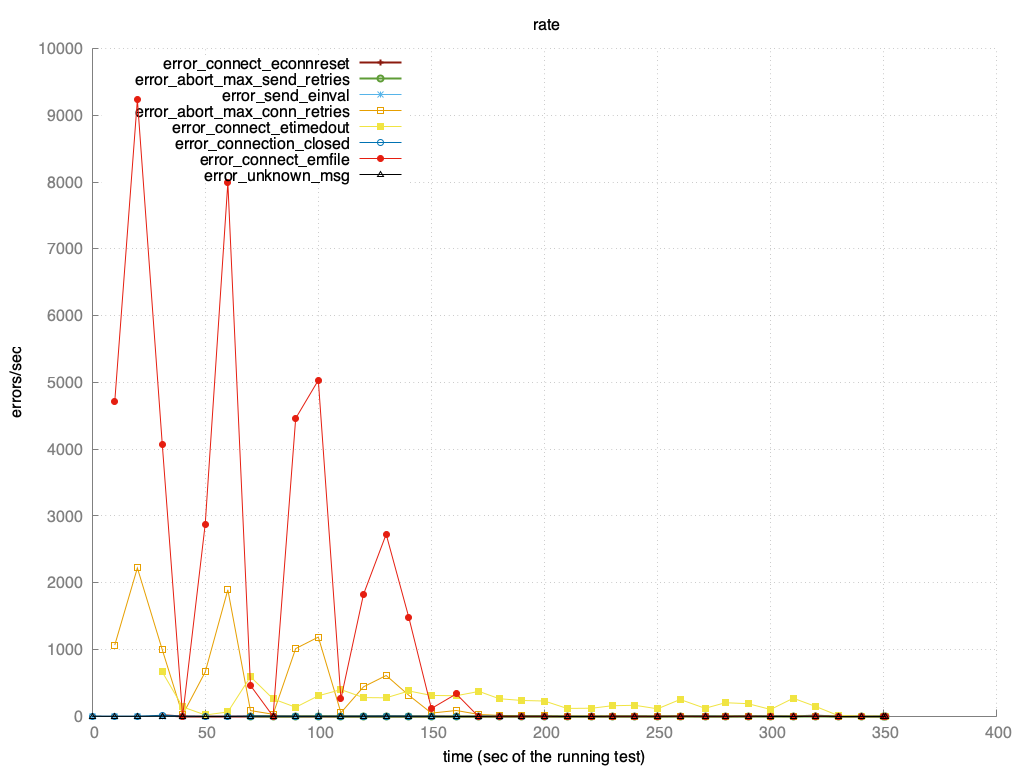 rate
10000
9000
8000
7000
6000
5000
4000
3000
2000
1000
0
errors/sec
error_connect_econnreset
error_abort_max_send_retries
error_send_einval
error_abort_max_conn_retries
error_connect_etimedout
error_connection_closed
error_connect_emfile
error_unknown_msg
0 50 100 150 200 250 300 350 400
time (sec of the running test)